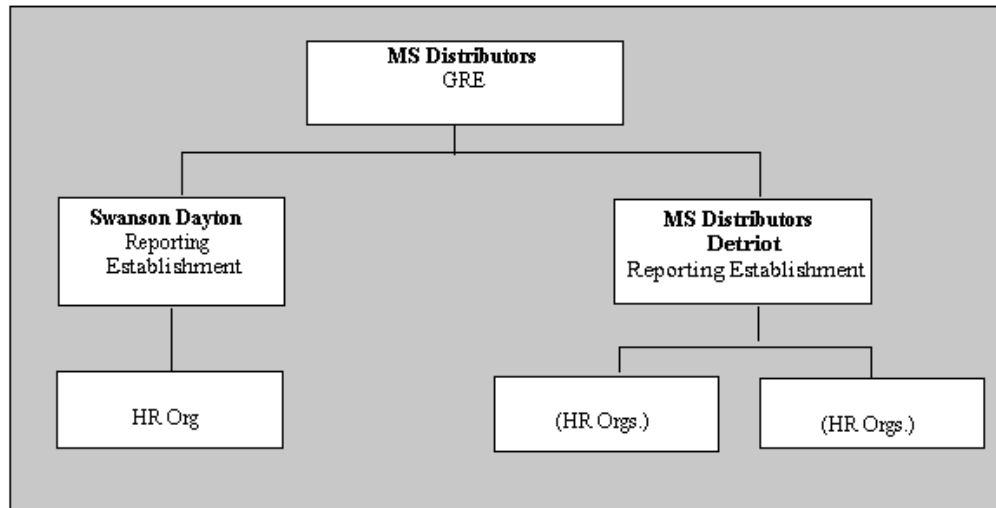 MS Distributors
GRE
Swanson Dayton
Reporting
Establishment
MS Distributors
Detriot
Reporting Establishment
HR Org
(HR Orgs.)
(HR Orgs.)